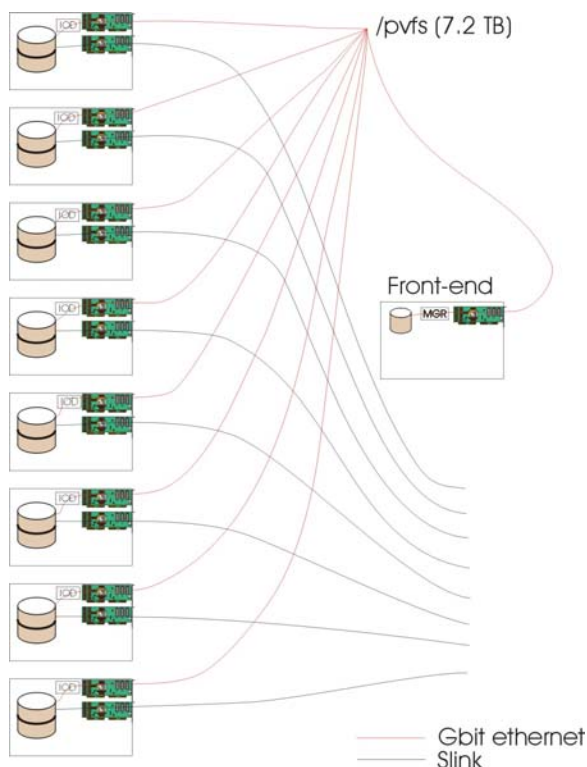 /pvfs (7.2 TB)
IOD
IOD
IOD
IOD
IOD
IOD
IOD
IOD
Front-end
MGR
Gbit ethernet
Slink